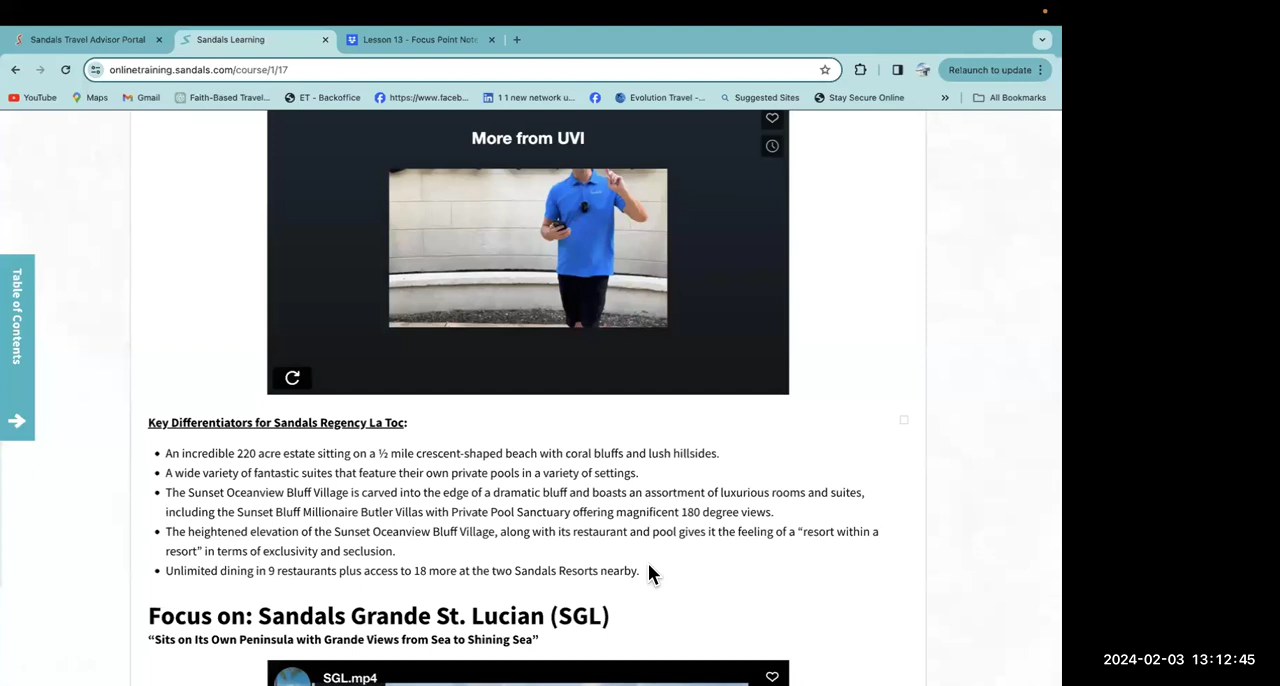 Sandals Travel Advisor Portal
Sandals Learning
Lesson 13 - Focus Point Note
onlinetraining.sandals.com/course/1/17
Relaunch to update
YouTube
Maps
Gmail
Faith-Based Travel...
ET - Backoffice
https://www.faceb...
1 1 new network u...
Evolution Travel -...
Suggested Sites
Stay Secure Online
»
All Bookmarks
More from UVI
Table of Contents
Key Differentiators for Sandals Regency La Toc:
• An incredible 220 acre estate sitting on a ½ mile crescent-shaped beach with coral bluffs and lush hillsides.
• A wide variety of fantastic suites that feature their own private pools in a variety of settings.
• The Sunset Oceanview Bluff Village is carved into the edge of a dramatic bluff and boasts an assortment of luxurious rooms and suites,
including the Sunset Bluff Millionaire Butler Villas with Private Pool Sanctuary offering magnificent 180 degree views.
• The heightened elevation of the Sunset Oceanview Bluff Village, along with its restaurant and pool gives it the feeling of a “resort within a
resort” in terms of exclusivity and seclusion.
• Unlimited dining in 9 restaurants plus access to 18 more at the two Sandals Resorts nearby.
Focus on: Sandals Grande St. Lucian (SGL)
“Sits on Its Own Peninsula with Grande Views from Sea to Shining Sea”
SGL.mp4
2024-02-03 13:12:45